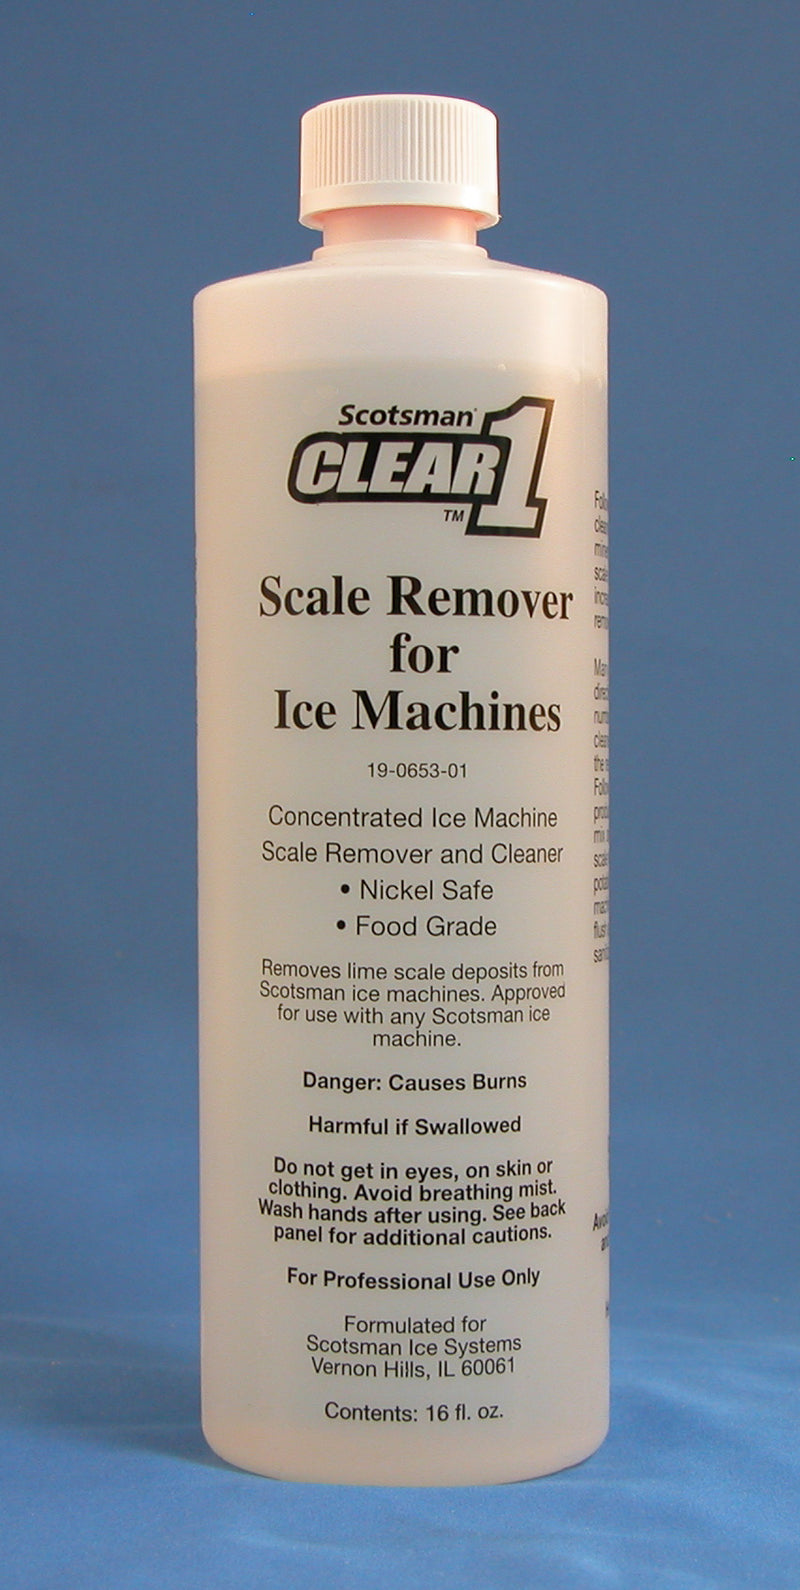 Scotsman
CLEAR 1
TM
Scale Remover
for
Ice Machines
19-0653-01
Concentrated Ice Machine
Scale Remover and Cleaner
• Nickel Safe
• Food Grade
Removes lime scale deposits from
Scotsman ice machines. Approved
for use with any Scotsman ice
machine.
Danger: Causes Burns
Harmful if Swallowed
Do not get in eyes, on skin or
clothing. Avoid breathing mist.
Wash hands after using. See back
panel for additional cautions.
For Professional Use Only
Formulated for
Scotsman Ice Systems
Vernon Hills, IL 60061
Contents: 16 fl. oz.